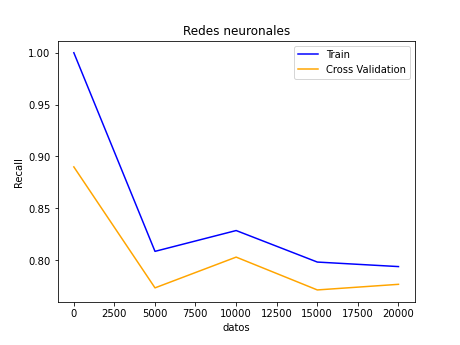 Redes neuronales
Train
Cross Validation
1.00
0.95
0.90
0.85
0.80
Recall
0 2500 5000 7500 10000 12500 15000 17500 20000
datos